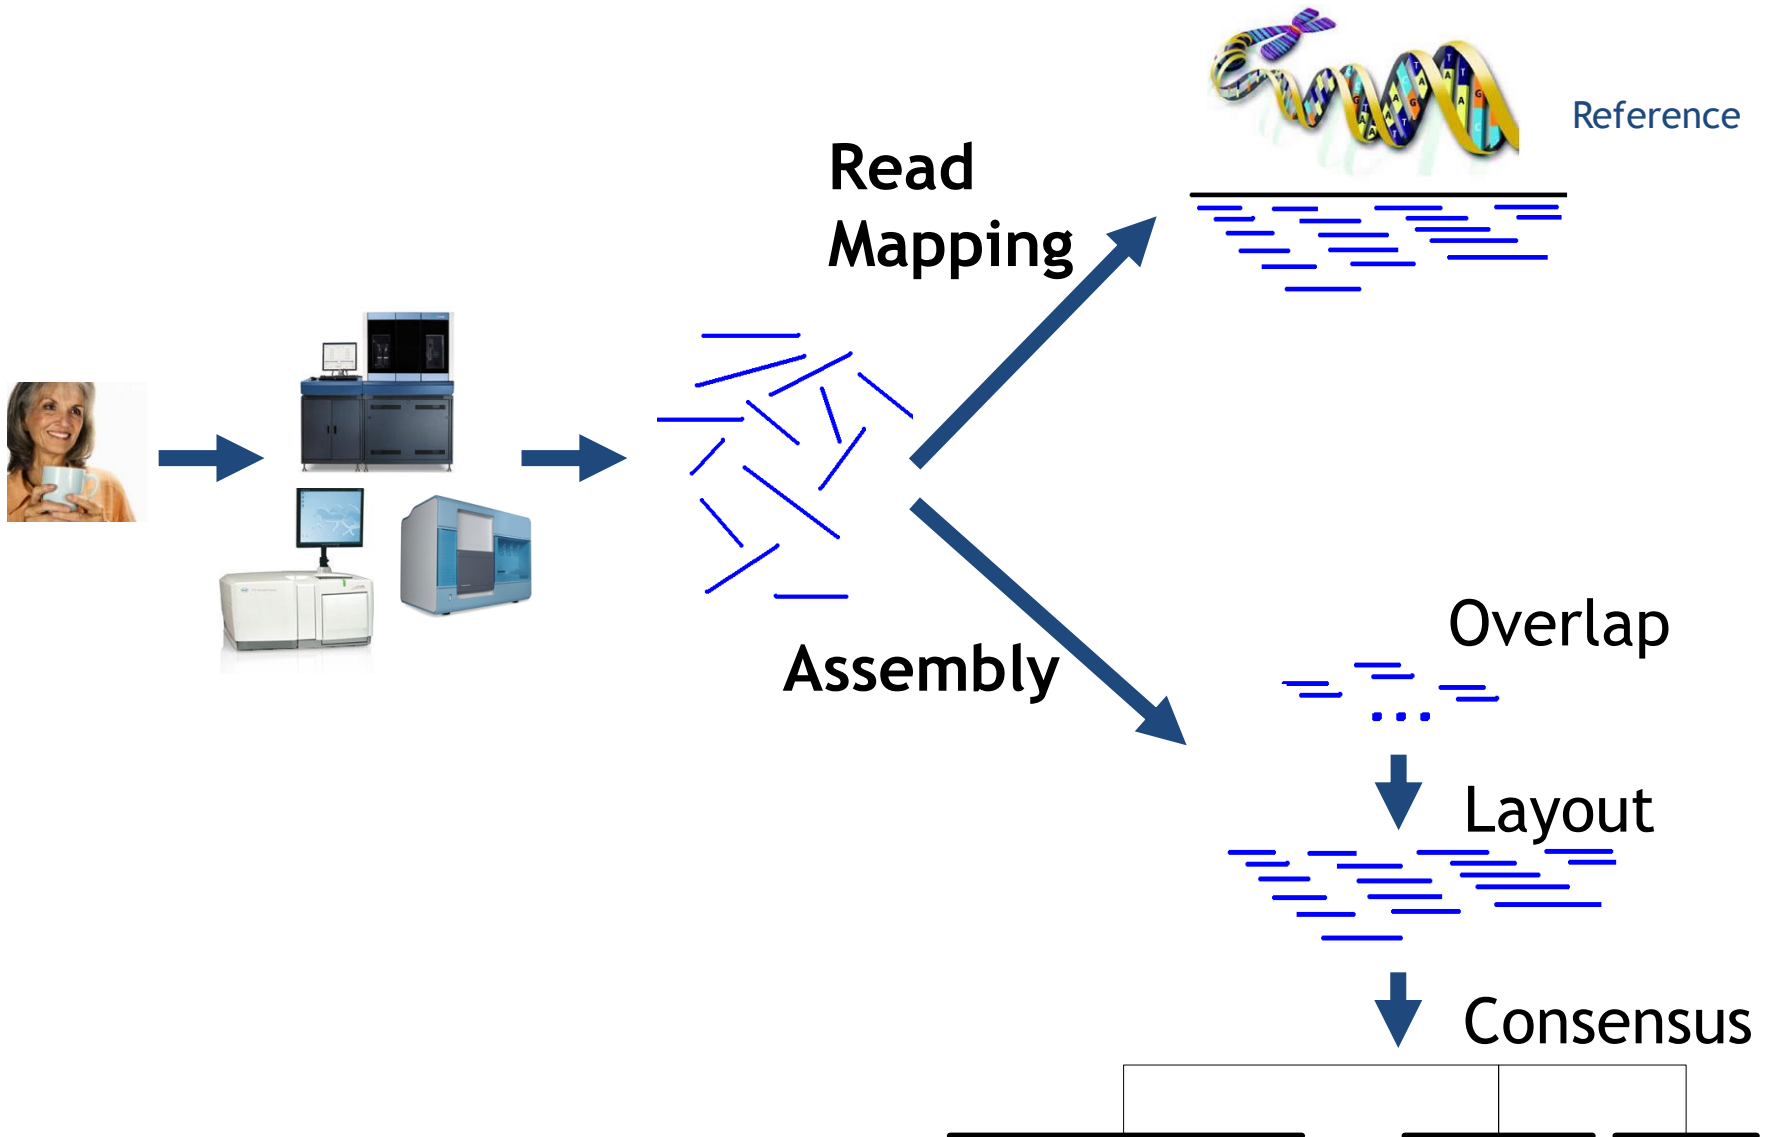 Reference
Read
Mapping
Assembly
Overlap
Layout
Consensus